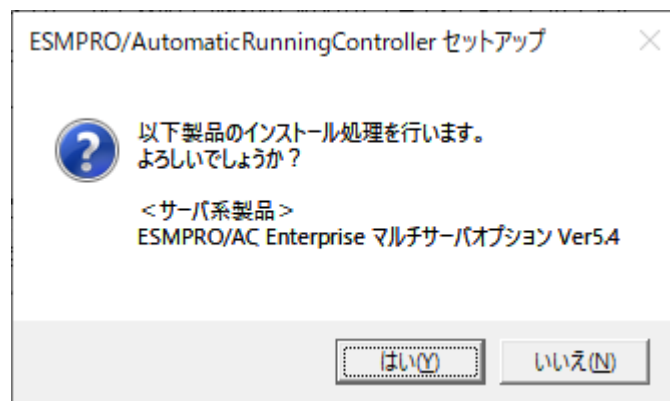 ESMPRO/AutomaticRunningController セットアップ
以下製品のインストール処理を行います。
よろしいでしょうか？
＜サーバ系製品＞
ESMPRO/AC Enterprise マルチサーバオプション Ver5.4
はい(Y)
いいえ(N)